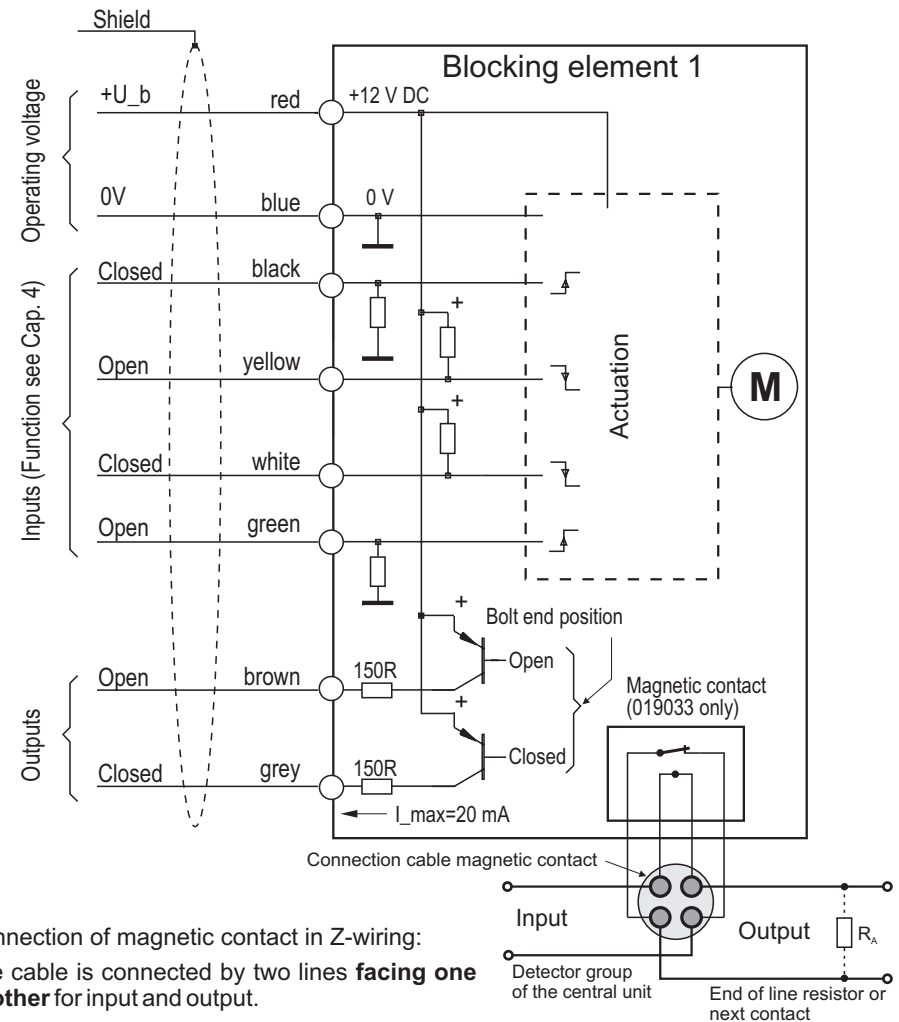 Shield
Blocking element 1
Operating voltage
+U_b
red
+12 V DC
0V
blue
0 V
Inputs (Function see Cap. 4)
Closed
black
+
Open
yellow
+
Closed
white
Open
green
Actuation
M
+
Bolt end position
Outputs
Open
brown
150R
Open
+
Closed
grey
150R
Closed
I_max=20 mA
Magnetic contact
(019033 only)
Connection cable magnetic contact
Input
Output
R_A
Detector group
of the central unit
End of line resistor or
next contact
nnection of magnetic contact in Z-wiring:
e cable is connected by two lines facing one
other for input and output.